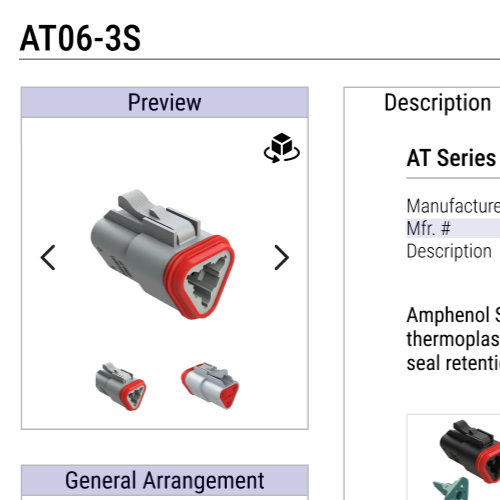 AT06-3S
Preview
Description
AT Series
Manufacture
Mfr. #
Description
Amphenol S
thermoplas
seal retenti
General Arrangement